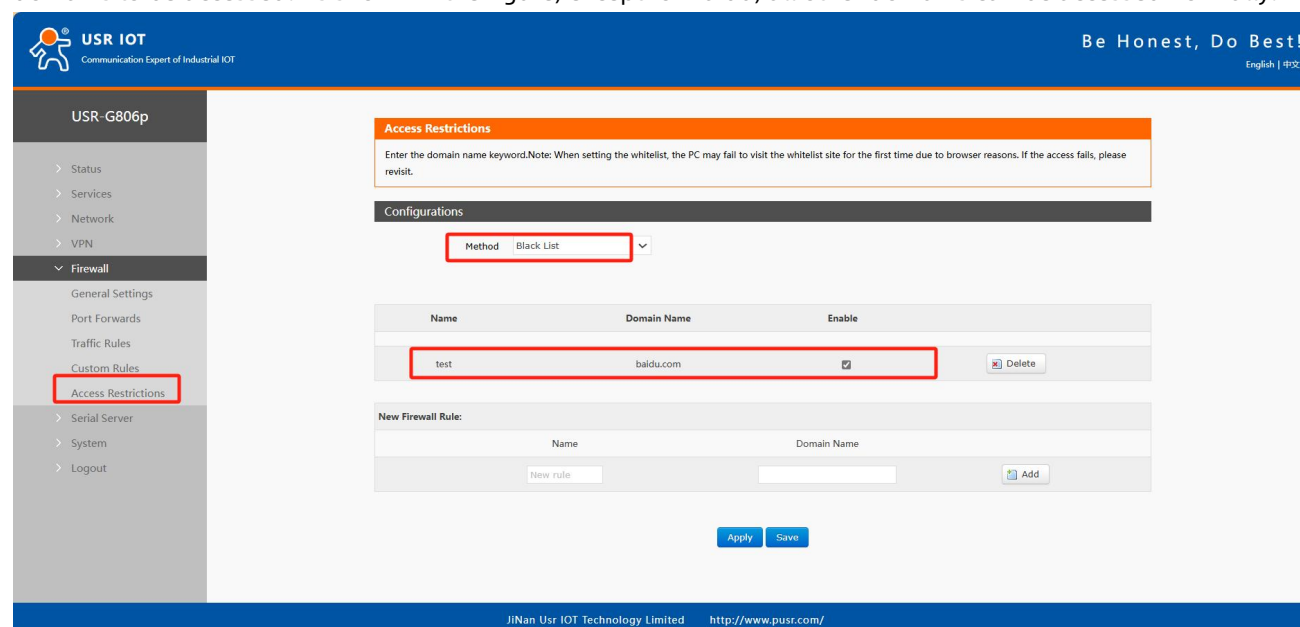 USR IOT
Communication Expert of Industrial IOT
Be Honest, Do Best!
English | 中文
USR-G806p
Status
Services
Network
VPN
Firewall
General Settings
Port Forwards
Traffic Rules
Custom Rules
Access Restrictions
Serial Server
System
Logout
Access Restrictions
Enter the domain name keyword.Note: When setting the whitelist, the PC may fail to visit the whitelist site for the first time due to browser reasons. If the access fails, please
revisit.
Configurations
Method Black List
Name Domain Name Enable
test baidu.com Delete
New Firewall Rule:
Name Domain Name
New rule Add
Apply Save
JiNan Usr IOT Technology Limited http://www.pusr.com/